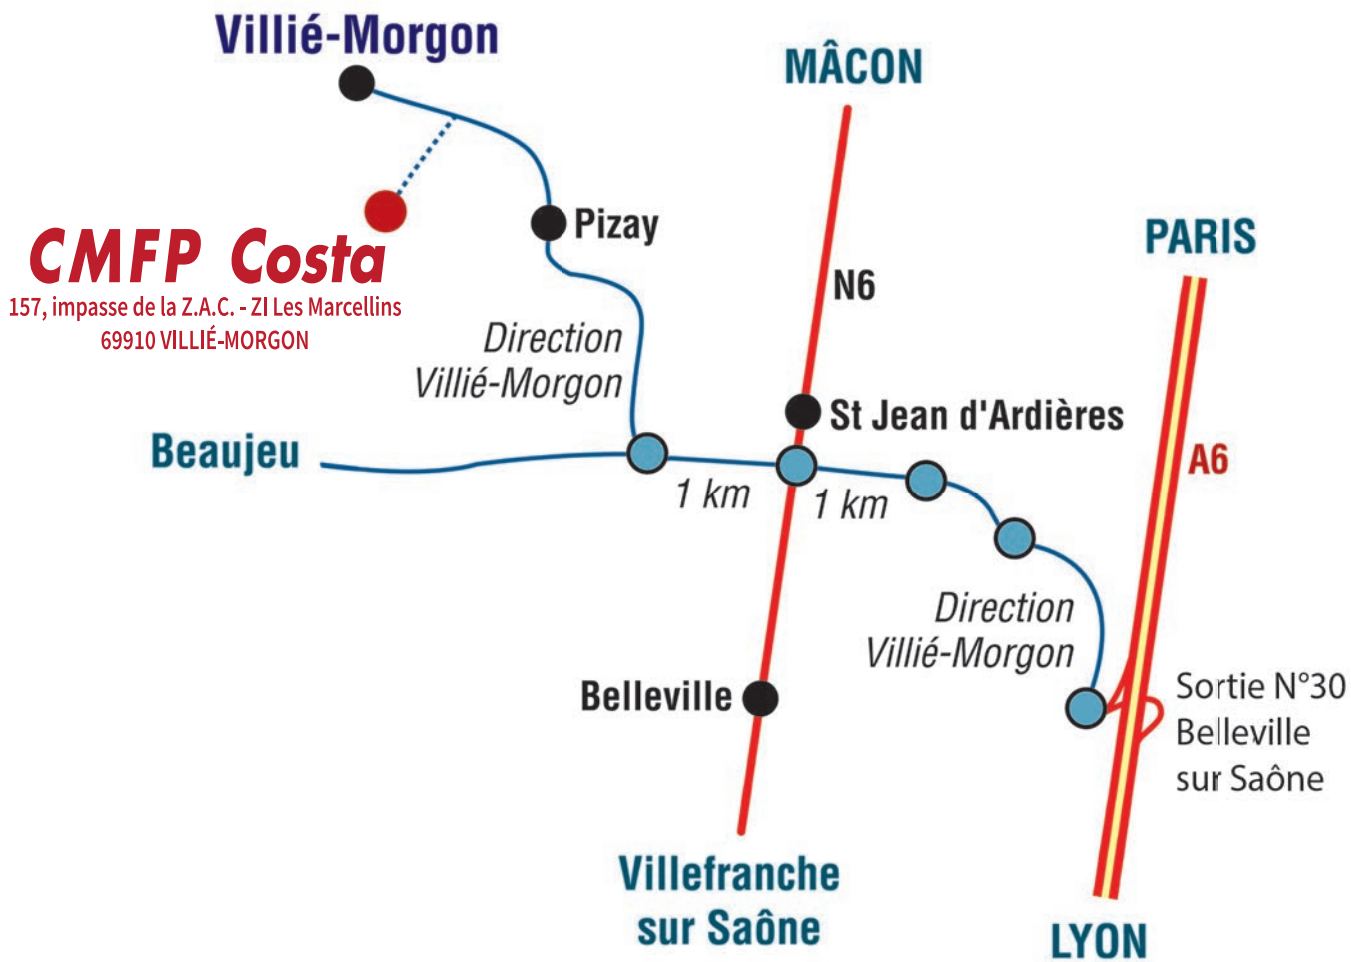 Villié-Morgon
MÂCON
Pizay
PARIS
CMFP Costa
157, impasse de la Z.A.C. - ZI Les Marcellins
69910 VILLIÉ-MORGON
N6
Direction
Villié-Morgon
St Jean d'Ardières
Beaujeu
A6
1 km
1 km
Direction
Villié-Morgon
Belleville
Sortie N°30
Belleville
sur Saône
Villefranche
sur Saône
LYON